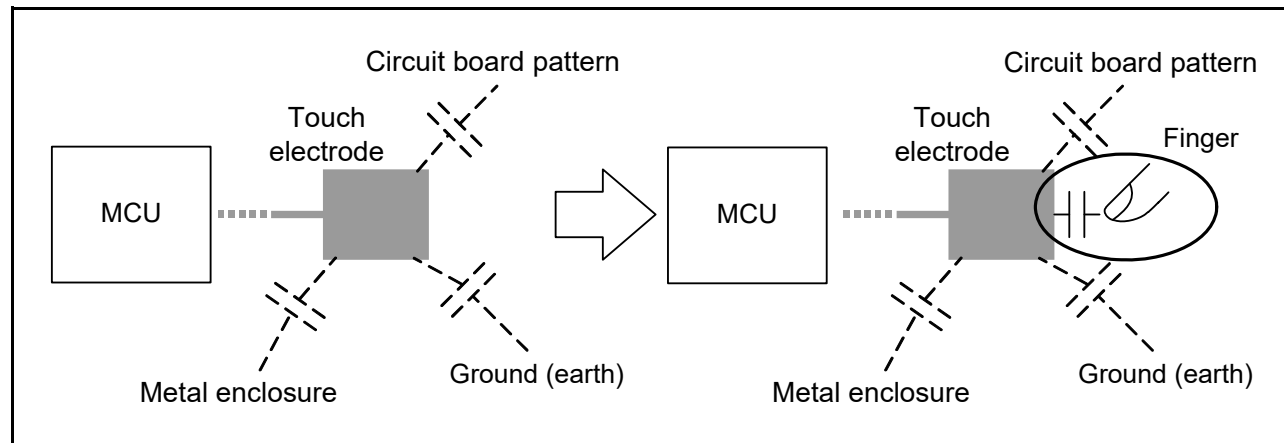 Circuit board pattern
Touch
electrode
MCU
Metal enclosure
Ground (earth)
Circuit board pattern
Touch
electrode
Finger
MCU
Metal enclosure
Ground (earth)